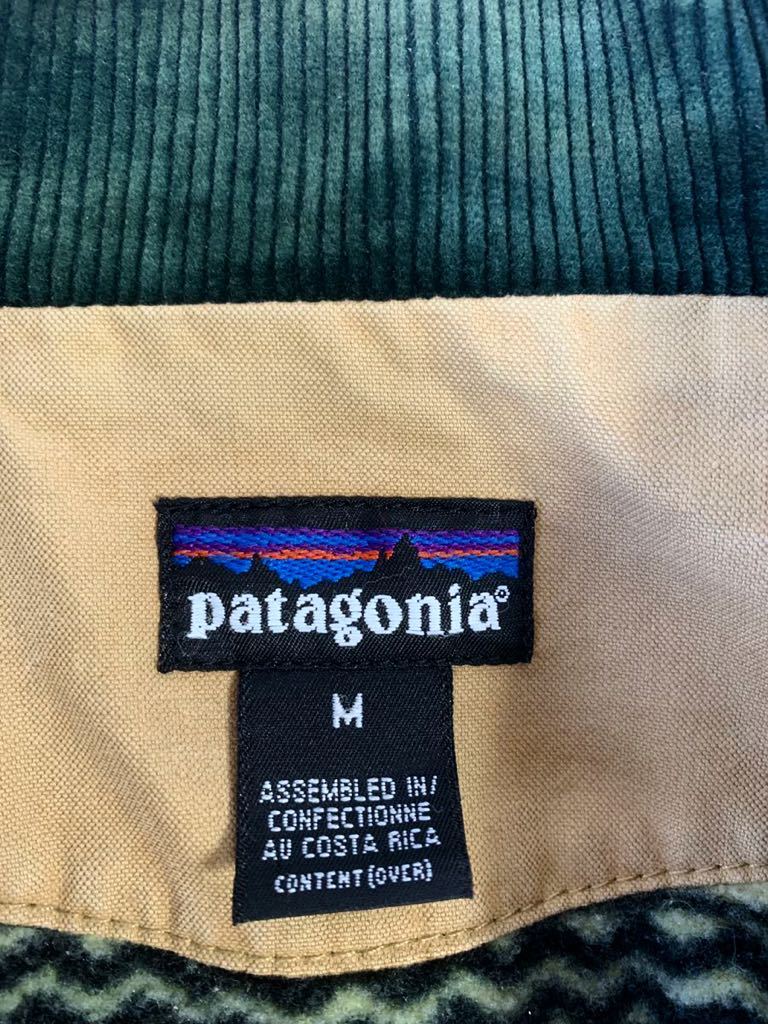 patagonia®
M
ASSEMBLED IN/
CONFECTIONNE
AU COSTA RICA
CONTENT (OVER)